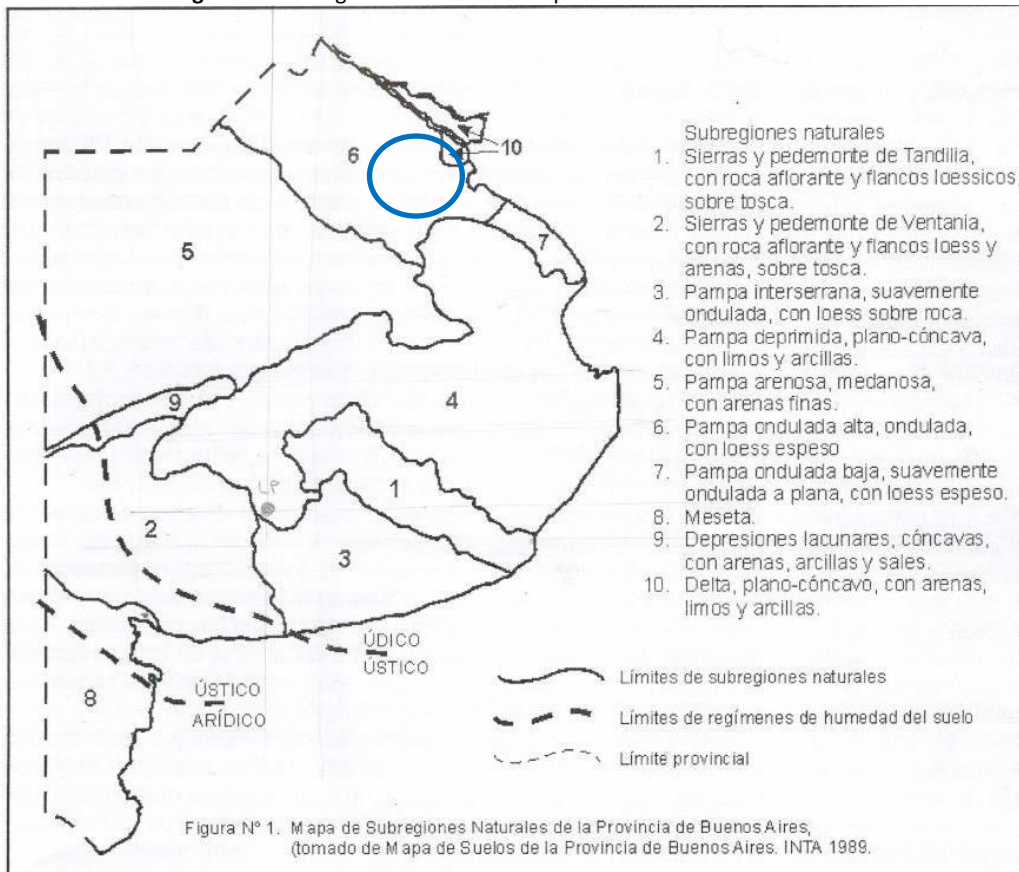 6
10
5
7
9
4
1
LP
2
3
ÚDICO
ÚSTICO
8
ÚSTICO
ARÍDICO
Subregiones naturales
1. Sierras y pedemonte de Tandilia,
con roca aflorante y flancos loessicos,
sobre tosca.
2. Sierras y pedemonte de Ventania,
con roca aflorante y flancos loess y
arenas, sobre tosca.
3. Pampa interserrana, suavemente
ondulada, con loess sobre roca.
4. Pampa deprimida, plano-cóncava,
con limos y arcillas.
5. Pampa arenosa, medanosa,
con arenas finas.
6. Pampa ondulada alta, ondulada,
con loess espeso
7. Pampa ondulada baja, suavemente
ondulada a plana, con loess espeso.
8. Meseta.
9. Depresiones lacunares, cóncavas,
con arenas, arcillas y sales.
10. Delta, plano-cóncavo, con arenas,
limos y arcillas.
Límites de subregiones naturales
Límites de regímenes de humedad del suelo
Límite provincial
Figura Nº 1. Mapa de Subregiones Naturales de la Provincia de Buenos Aires,
(tomado de Mapa de Suelos de la Provincia de Buenos Aires. INTA 1989.